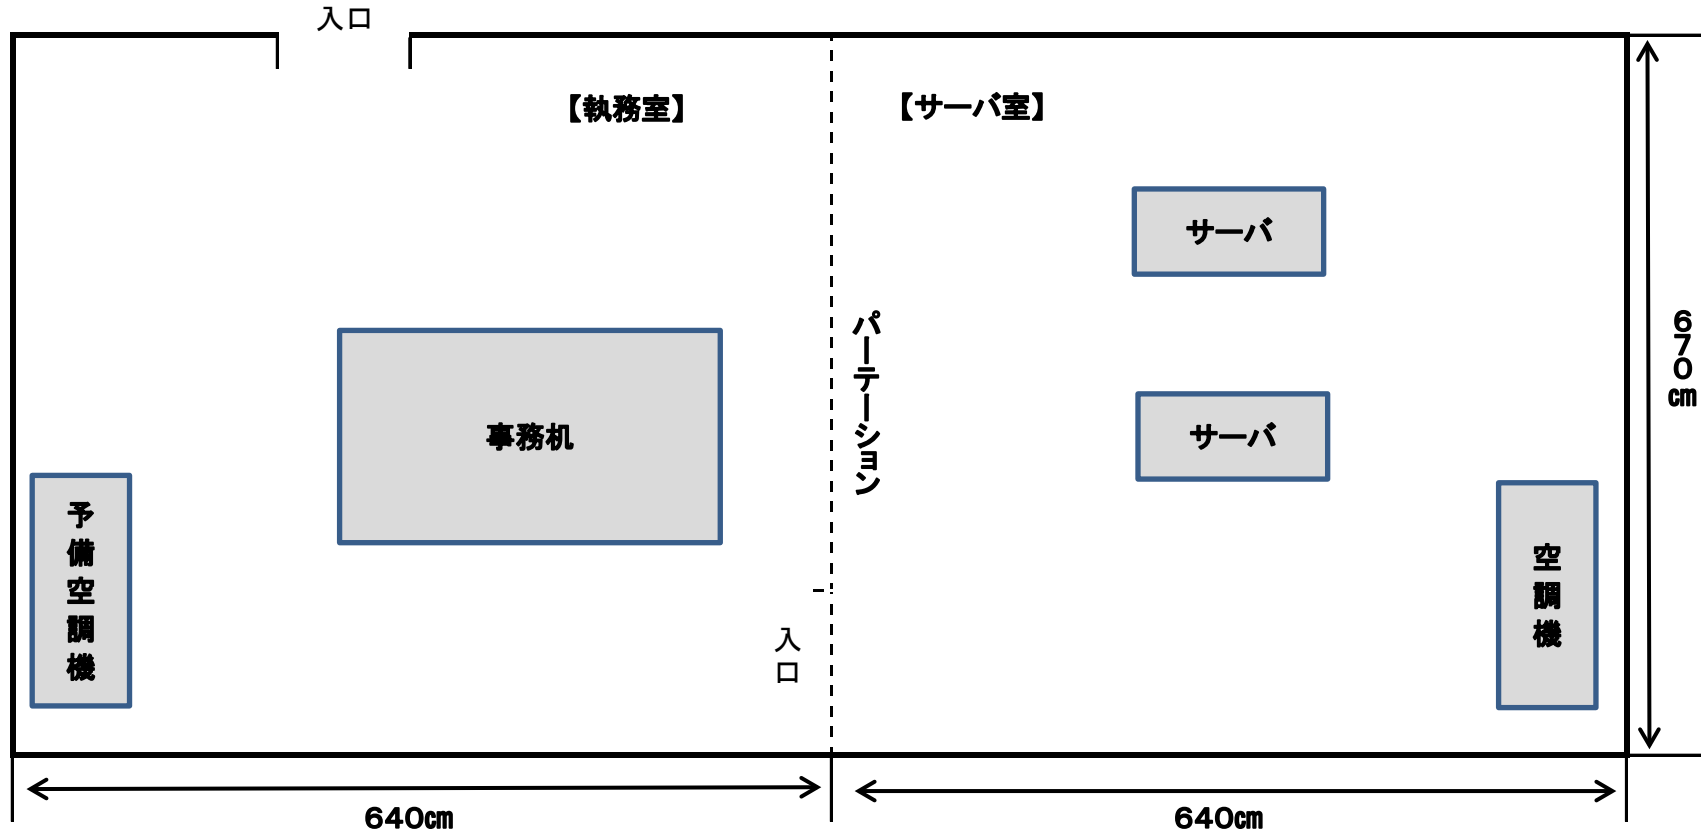 入口
【執務室】
【サーバ室】
サーバ
パーテーション
670㎝
サーバ
事務机
予備空調機
空調機
入口
640㎝
640㎝